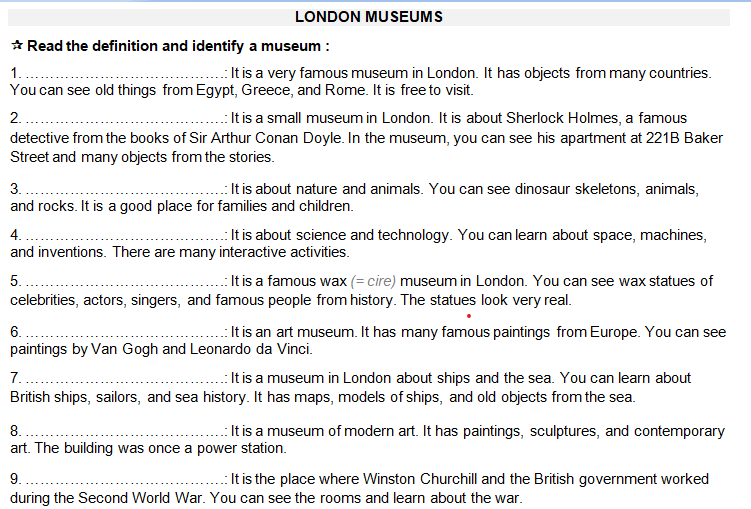 LONDON MUSEUMS
☆ Read the definition and identify a museum :
1. ………………………………………: It is a very famous museum in London. It has objects from many countries.
You can see old things from Egypt, Greece, and Rome. It is free to visit.
2. ………………………………………: It is a small museum in London. It is about Sherlock Holmes, a famous
detective from the books of Sir Arthur Conan Doyle. In the museum, you can see his apartment at 221B Baker
Street and many objects from the stories.
3. ………………………………………: It is about nature and animals. You can see dinosaur skeletons, animals,
and rocks. It is a good place for families and children.
4. ………………………………………: It is about science and technology. You can learn about space, machines,
and inventions. There are many interactive activities.
5. ………………………………………: It is a famous wax (= cire) museum in London. You can see wax statues of
celebrities, actors, singers, and famous people from history. The statues look very real.
6. ………………………………………: It is an art museum. It has many famous paintings from Europe. You can see
paintings by Van Gogh and Leonardo da Vinci.
7. ………………………………………: It is a museum in London about ships and the sea. You can learn about
British ships, sailors, and sea history. It has maps, models of ships, and old objects from the sea.
8. ………………………………………: It is a museum of modern art. It has paintings, sculptures, and contemporary
art. The building was once a power station.
9. ………………………………………: It is the place where Winston Churchill and the British government worked
during the Second World War. You can see the rooms and learn about the war.